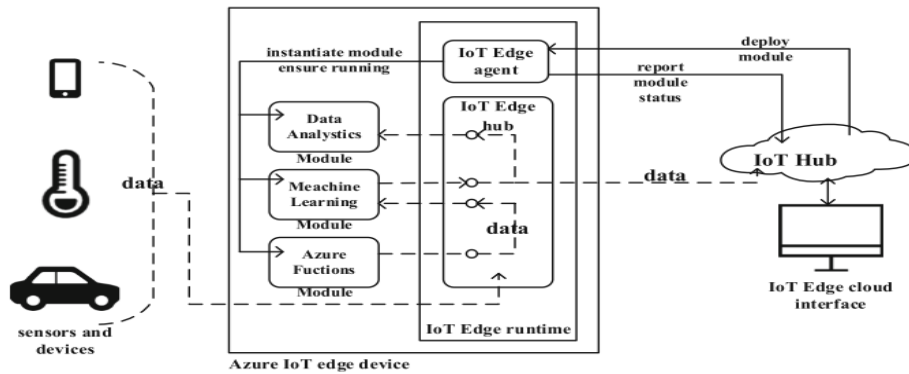 instantiate module
ensure running
IoT Edge
agent
deploy
module
report
module
status
IoT Edge
hub
Data
Analystics
Module
IoT Hub
data
Meachine
Learning
Module
data
data
Azure
Fuctions
Module
IoT Edge cloud
interface
sensors and
devices
IoT Edge runtime
Azure IoT edge device